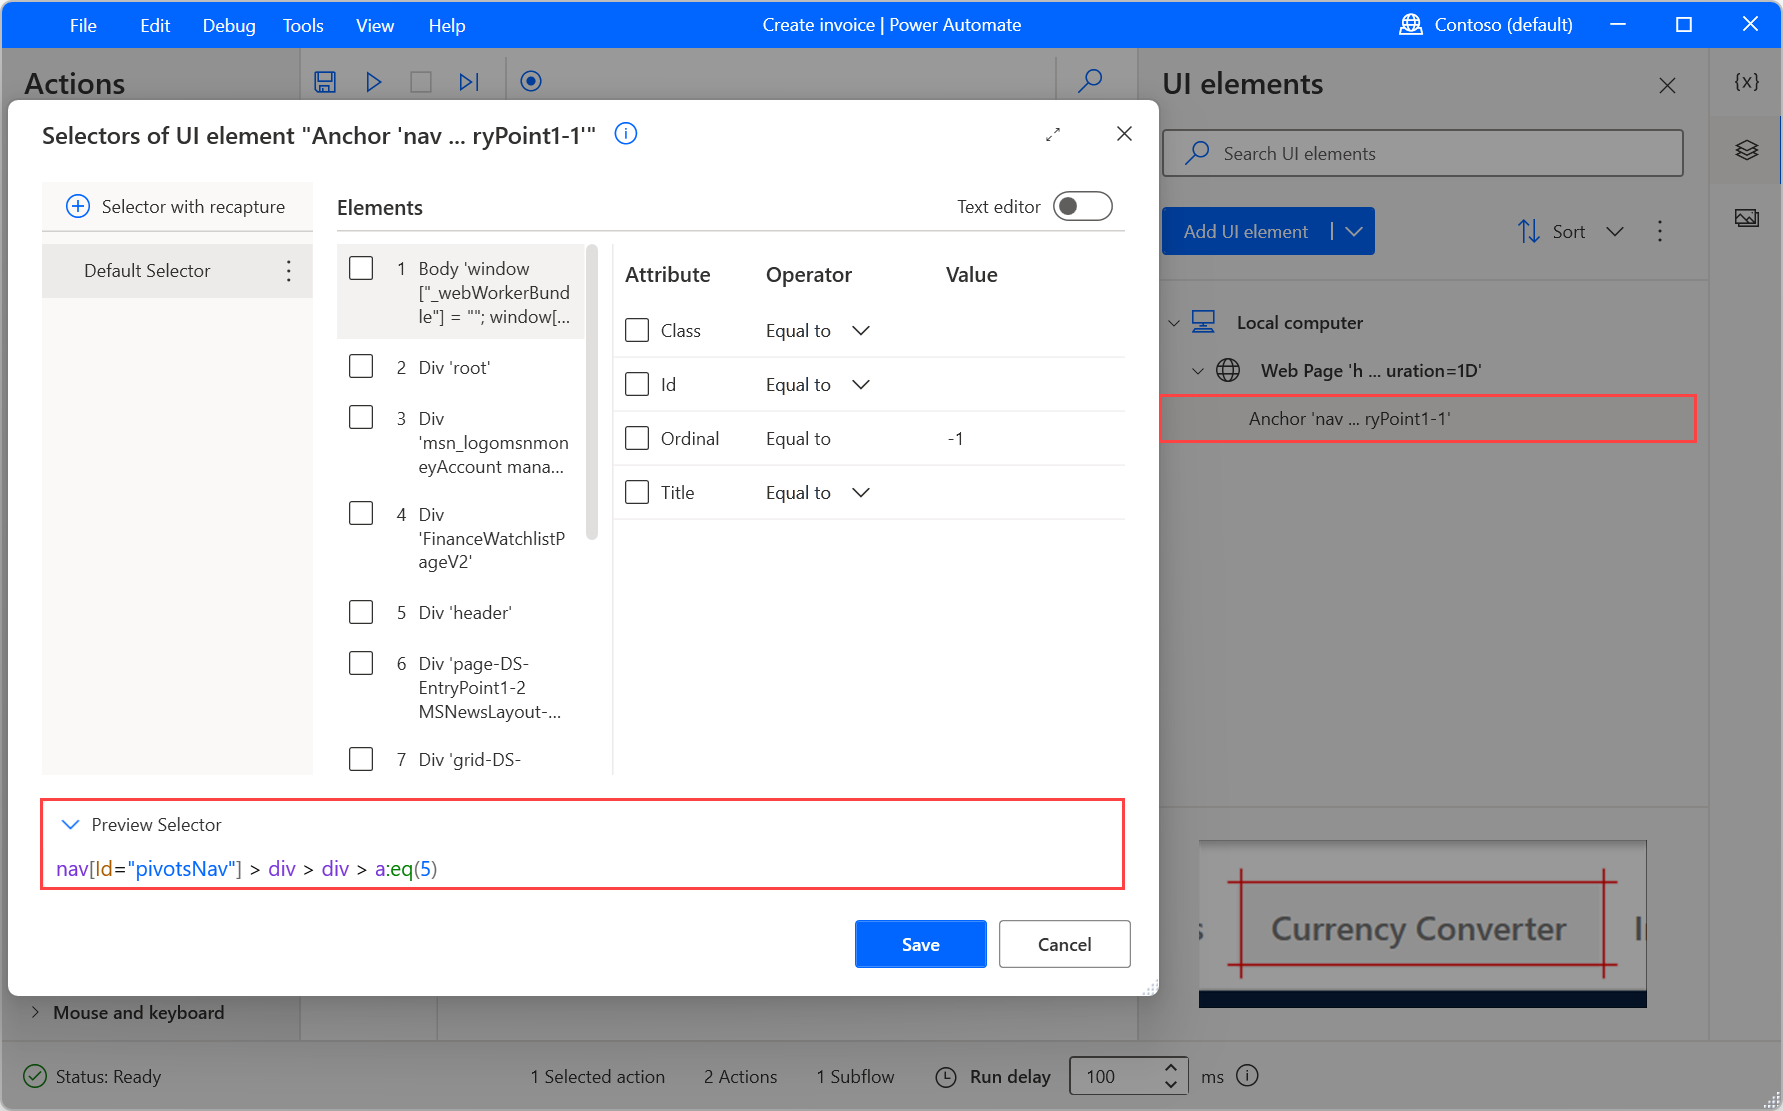 File Edit Debug Tools View Help
Create invoice | Power Automate
Contoso (default)
Actions
UI elements
{x}
Selectors of UI element "Anchor 'nav ... ryPoint1-1'"
Search UI elements
Selector with recapture
Default Selector
Elements
Text editor
Add UI element
Sort
1 Body 'window
["_webWorkerBund
le"] = ""; window[...
2 Div 'root'
3 Div
'msn_logomsnmon
eyAccount mana...
4 Div
'FinanceWatchlistP
ageV2'
5 Div 'header'
6 Div 'page-DS-
EntryPoint1-2
MSNewsLayout-...
7 Div 'grid-DS-
Attribute Operator Value
Class Equal to
Id Equal to
Ordinal Equal to -1
Title Equal to
Local computer
Web Page 'h ... uration=1D'
Anchor 'nav ... ryPoint1-1'
Preview Selector
nav[Id="pivotsNav"] > div > div > a:eq(5)
Save
Cancel
Currency Converter
Mouse and keyboard
Status: Ready
1 Selected action
2 Actions
1 Subflow
Run delay
100
ms